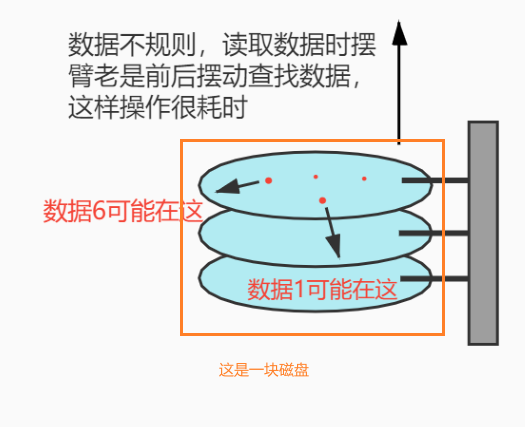 数据不规则，读取数据时摆
臂老是前后摆动查找数据，
这样操作很耗时
数据6可能在这
数据1可能在这
这是一块磁盘